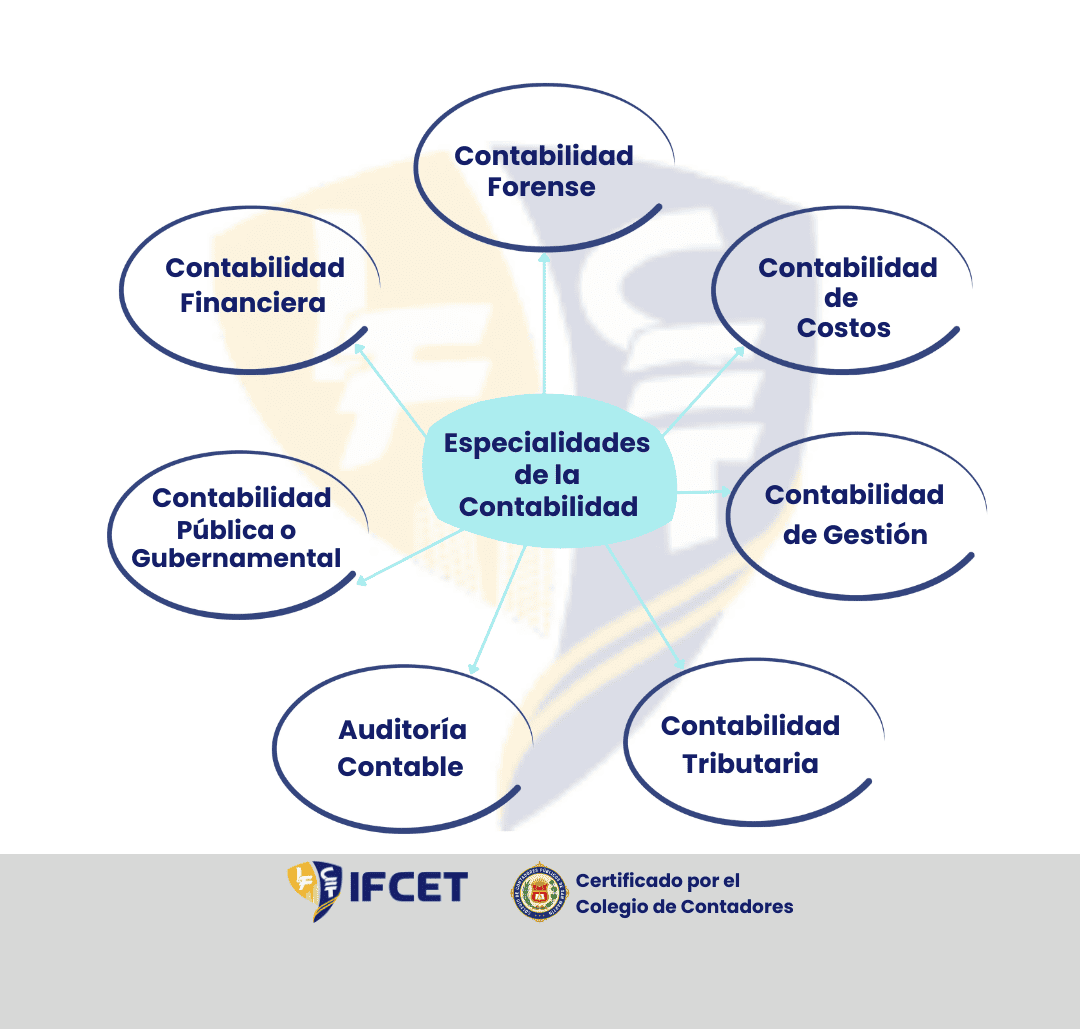 Contabilidad
Forense
Contabilidad
Financiera
Contabilidad
de
Costos
Especialidades
de la
Contabilidad
Contabilidad
Pública o
Gubernamental
Contabilidad
de Gestión
Auditoría
Contable
Contabilidad
Tributaria
IFCET
Certificado por el
Colegio de Contadores